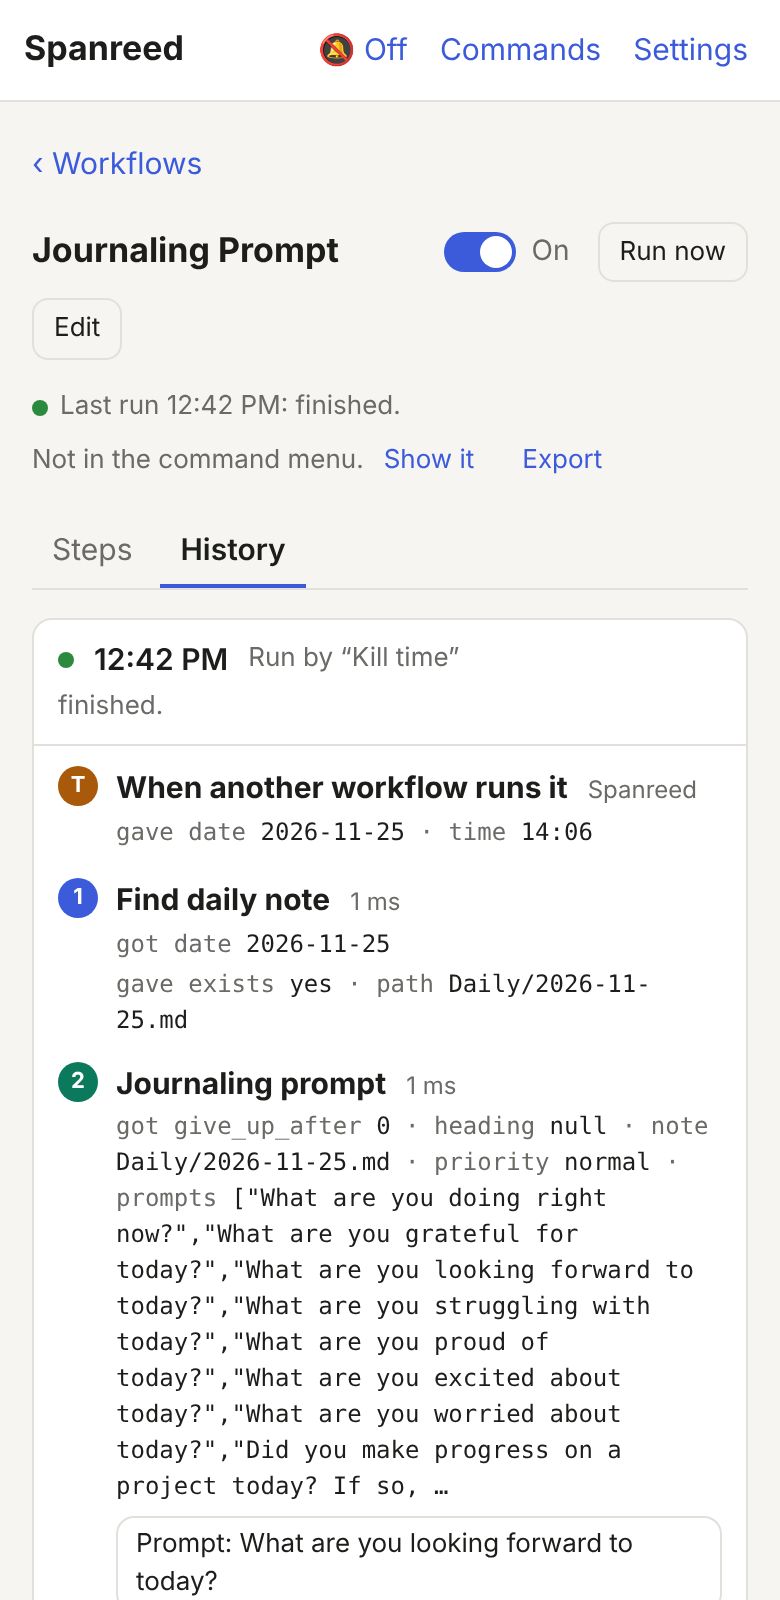 Spanreed
Off Commands Settings
‹ Workflows
Journaling Prompt On Run now
Edit
Last run 12:42 PM: finished.
Not in the command menu. Show it Export
Steps History
12:42 PM Run by “Kill time”
finished.
T When another workflow runs it Spanreed
gave date 2026-11-25 · time 14:06
1 Find daily note 1 ms
got date 2026-11-25
gave exists yes · path Daily/2026-11-
25.md
2 Journaling prompt 1 ms
got give_up_after 0 · heading null · note
Daily/2026-11-25.md · priority normal ·
prompts ["What are you doing right
now?","What are you grateful for
today?","What are you looking forward to
today?","What are you struggling with
today?","What are you proud of
today?","What are you excited about
today?","What are you worried about
today?","Did you make progress on a
project today? If so, …
Prompt: What are you looking forward to
today?